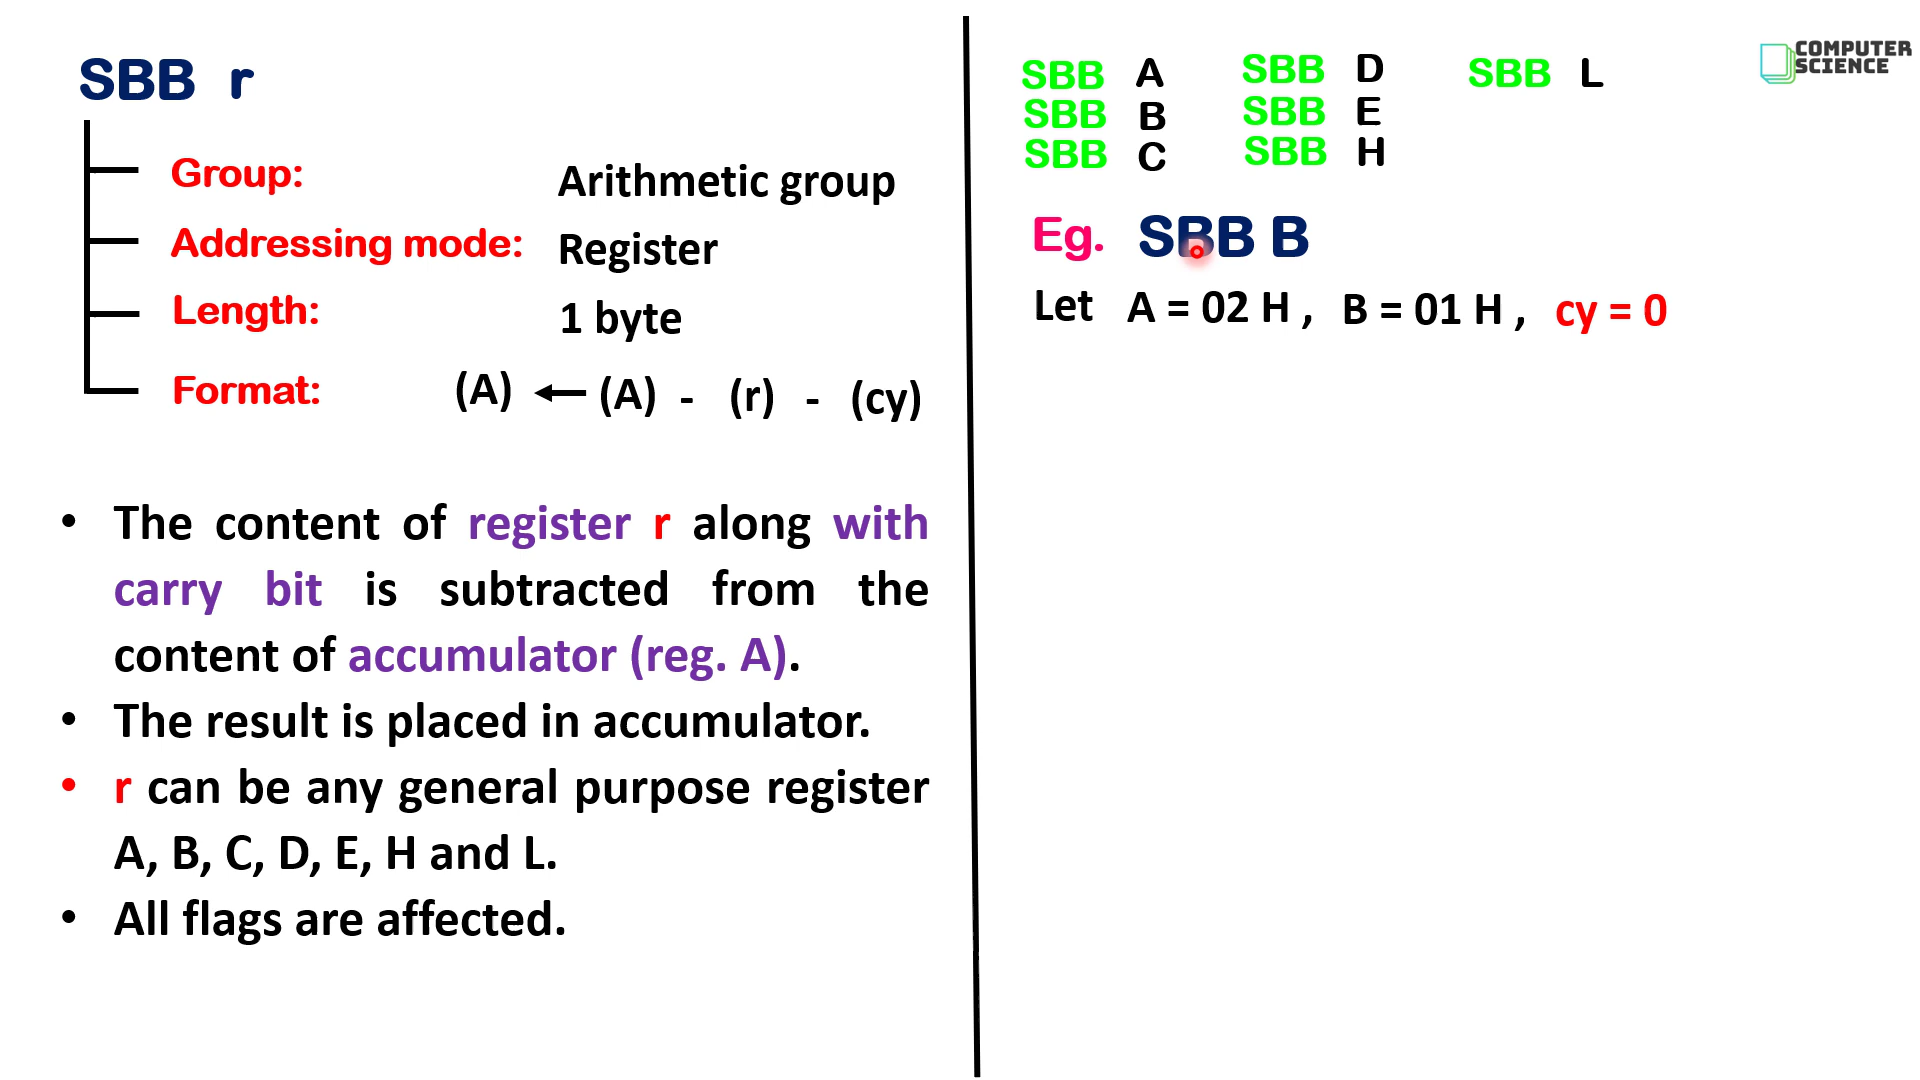 SBB r
Group: Arithmetic group
Addressing mode: Register
Length: 1 byte
Format: (A) ← (A) - (r) - (cy)
• The content of register r along with
carry bit is subtracted from the
content of accumulator (reg. A).
• The result is placed in accumulator.
• r can be any general purpose register
A, B, C, D, E, H and L.
• All flags are affected.
SBB A SBB D SBB L
SBB B SBB E
SBB C SBB H
Eg. SBB B
Let A = 02 H , B = 01 H , cy = 0
COMPUTER
SCIENCE